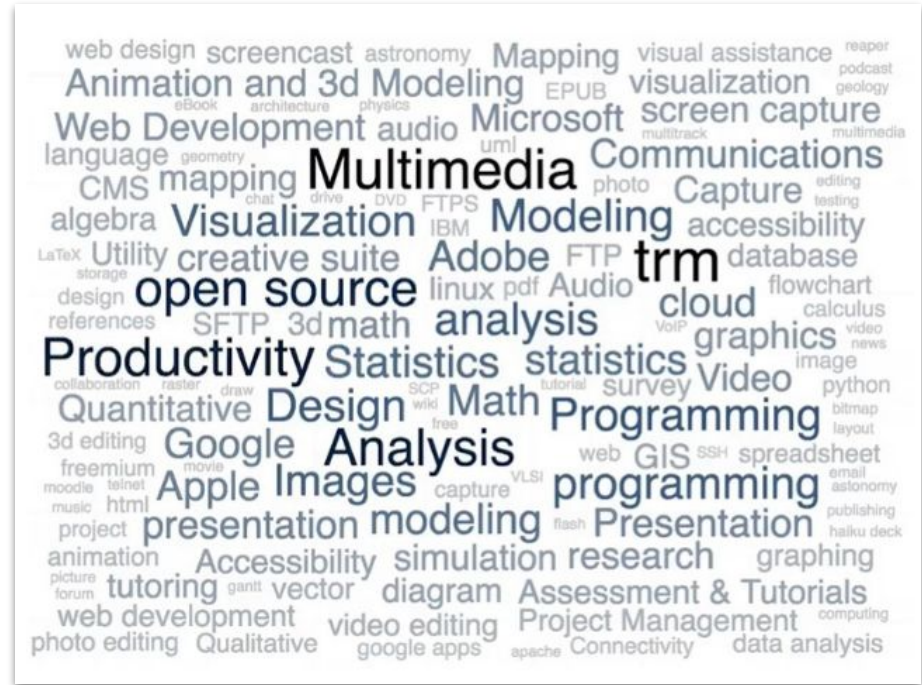 web design screencast astronomy Mapping visual assistance reaper
podcast
Animation and 3d Modeling EPUB visualization geology
eBook architecture physics
Web Development audio Microsoft screen capture
uml multitrack multimedia
language geometry Multimedia Communications
CMS mapping photo Capture editing
chat drive DVD FTPS testing
algebra Visualization IBM Modeling accessibility
LaTeX Utility creative suite Adobe FTP trm database
storage
design open source linux pdf Audio cloud flowchart
calculus
references SFTP 3d math analysis VoIP graphics video
news
Productivity Statistics statistics image
collaboration raster draw SCP tutorial survey Video python
Quantitative Design wiki Math Programming bitmap
free layout
3d editing Google Analysis web GIS SSH spreadsheet
freemium movie email
moodle telnet Apple Images capture VLSI programming astonomy
music html publishing
project presentation modeling flash Presentation haiku deck
animation Accessibility simulation research graphing
picture
forum tutoring gantt vector diagram Assessment & Tutorials
web development video editing Project Management computing
photo editing Qualitative google apps apache Connectivity data analysis